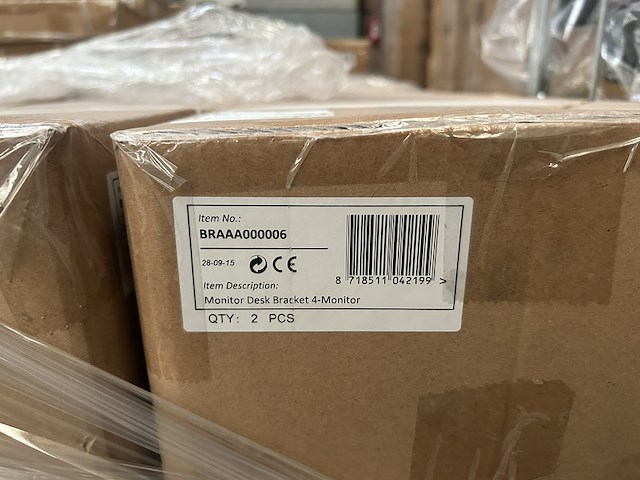 Item No.:
BRAAA000006
28-09-15 CE
Item Description:
Monitor Desk Bracket 4-Monitor
QTY: 2 PCS
8 718511 042199 >